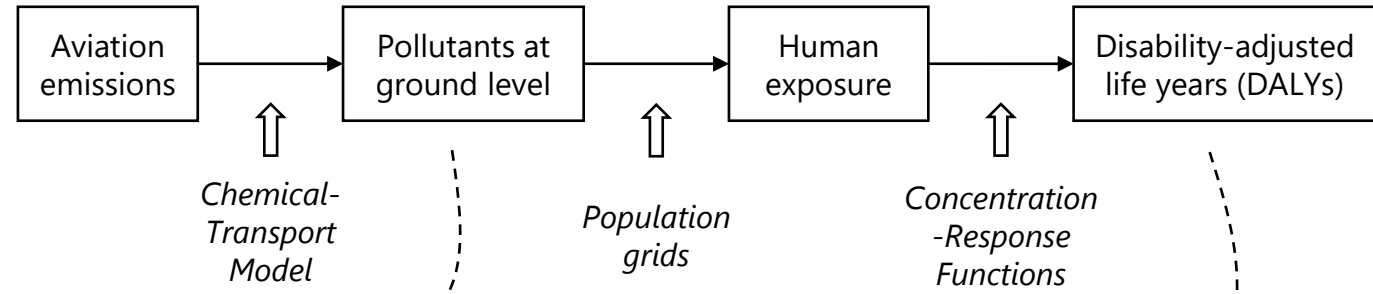 Aviation
emissions
Pollutants at
ground level
Human
exposure
Disability-adjusted
life years (DALYs)
Chemical-
Transport
Model
Population
grids
Concentration
-Response
Functions